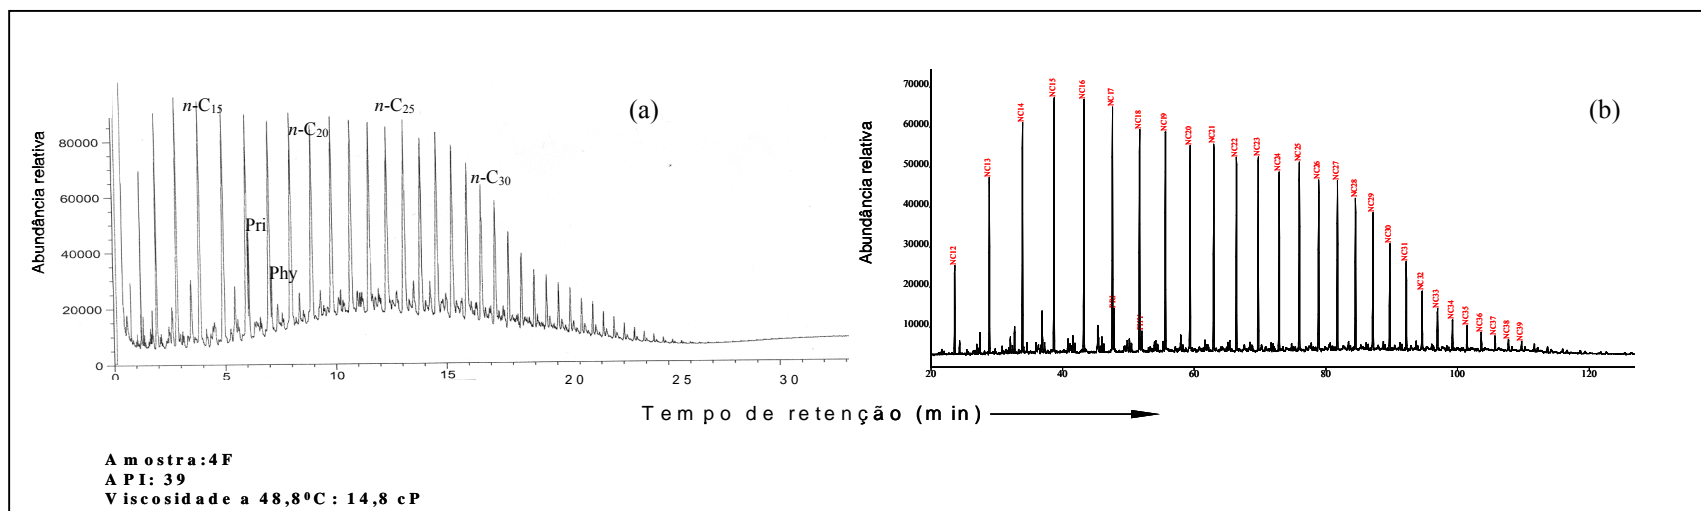 (a)
n-C15
n-C20
n-C25
n-C30
Pri
Phy
Abundância relativa
80000
60000
40000
20000
0
0
5
10
15
20
25
30
(b)
Abundância relativa
70000
60000
50000
40000
30000
20000
10000
NC12
NC13
NC14
NC15
NC16
NC17
PRI
NC18
NC19
NC20
NC21
NC22
NC23
NC24
NC25
NC26
NC27
NC28
NC29
NC30
NC31
NC32
NC33
NC34
NC35
NC36
NC37
NC38
NC39
20
40
60
80
100
120
Tempo de retenção (min)
Amostra:4F
API: 39
Viscosidade a 48,8ºC: 14,8 cP